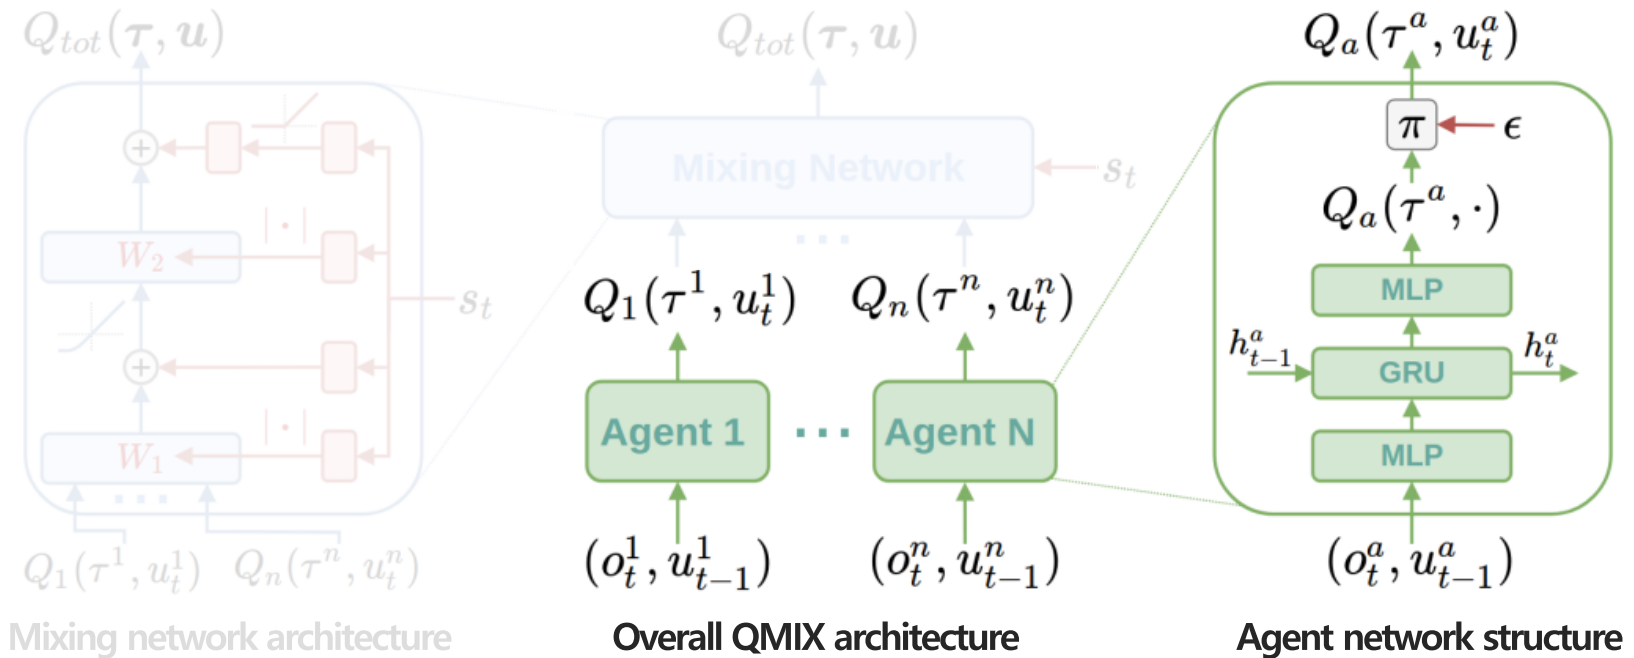 Q_tot(τ, u)
+
W_2
|·|
s_t
+
W_1
|·|
Q_1(τ^1, u_t^1) Q_n(τ^n, u_t^n)
Mixing network architecture
Q_tot(τ, u)
Mixing Network
s_t
...
Q_1(τ^1, u_t^1) Q_n(τ^n, u_t^n)
Agent 1 ... Agent N
(o_t^1, u_{t-1}^1) (o_t^n, u_{t-1}^n)
Overall QMIX architecture
Q_a(τ^a, u_t^a)
π ϵ
Q_a(τ^a, ·)
MLP
h_{t-1}^a GRU h_t^a
MLP
(o_t^a, u_{t-1}^a)
Agent network structure